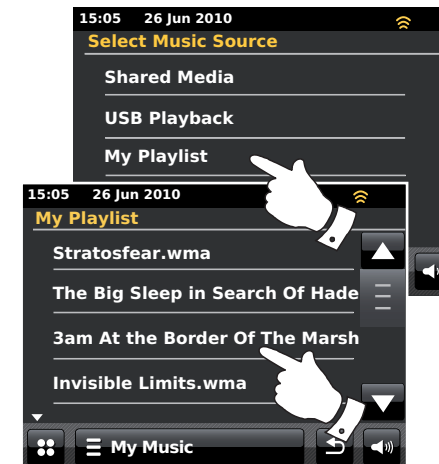 15:05 26 Jun 2010
Select Music Source
Shared Media
USB Playback
My Playlist
15:05 26 Jun 2010
My Playlist
Stratosfear.wma
The Big Sleep in Search Of Hade
3am At the Border Of The Marsh
Invisible Limits.wma
My Music